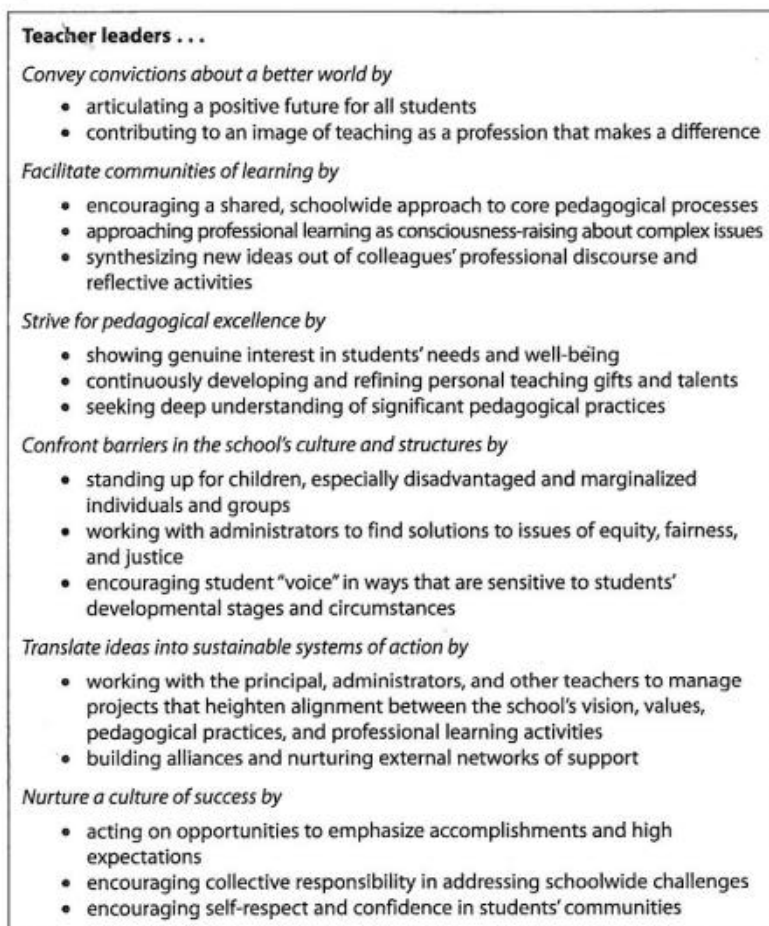 Teacher leaders . . .
Convey convictions about a better world by
• articulating a positive future for all students
• contributing to an image of teaching as a profession that makes a difference
Facilitate communities of learning by
• encouraging a shared, schoolwide approach to core pedagogical processes
• approaching professional learning as consciousness-raising about complex issues
• synthesizing new ideas out of colleagues' professional discourse and
reflective activities
Strive for pedagogical excellence by
• showing genuine interest in students' needs and well-being
• continuously developing and refining personal teaching gifts and talents
• seeking deep understanding of significant pedagogical practices
Confront barriers in the school's culture and structures by
• standing up for children, especially disadvantaged and marginalized
individuals and groups
• working with administrators to find solutions to issues of equity, fairness,
and justice
• encouraging student "voice" in ways that are sensitive to students'
developmental stages and circumstances
Translate ideas into sustainable systems of action by
• working with the principal, administrators, and other teachers to manage
projects that heighten alignment between the school's vision, values,
pedagogical practices, and professional learning activities
• building alliances and nurturing external networks of support
Nurture a culture of success by
• acting on opportunities to emphasize accomplishments and high
expectations
• encouraging collective responsibility in addressing schoolwide challenges
• encouraging self-respect and confidence in students' communities